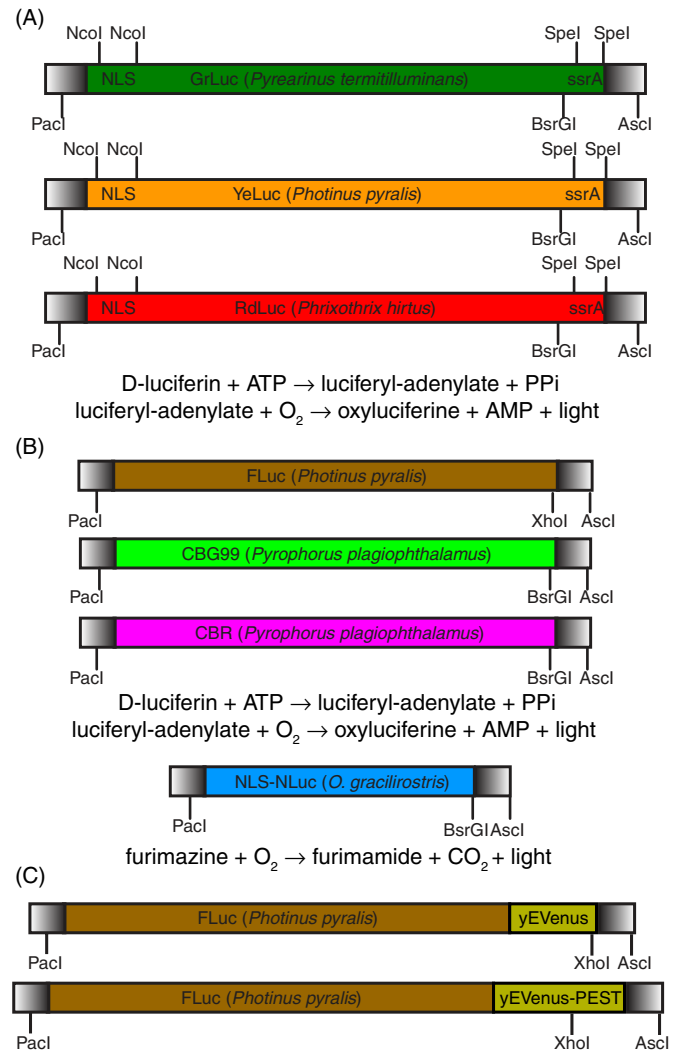 (A)
NcoI NcoI SpeI SpeI
NLS GrLuc (Pyrearinus termitilluminans) ssrA
PacI BsrGI AscI
NcoI NcoI SpeI SpeI
NLS YeLuc (Photinus pyralis) ssrA
PacI BsrGI AscI
NcoI NcoI SpeI SpeI
NLS RdLuc (Phrixothrix hirtus) ssrA
PacI BsrGI AscI
D-luciferin + ATP → luciferyl-adenylate + PPi
luciferyl-adenylate + O₂ → oxyluciferine + AMP + light
(B)
FLuc (Photinus pyralis)
PacI XhoI AscI
CBG99 (Pyrophorus plagiophthalamus)
PacI BsrGI AscI
CBR (Pyrophorus plagiophthalamus)
PacI BsrGI AscI
D-luciferin + ATP → luciferyl-adenylate + PPi
luciferyl-adenylate + O₂ → oxyluciferine + AMP + light
NLS-NLuc (O. gracilirostris)
PacI BsrGI AscI
furimazine + O₂ → furimamide + CO₂ + light
(C)
FLuc (Photinus pyralis) yEVenus
PacI XhoI AscI
FLuc (Photinus pyralis) yEVenus-PEST
PacI XhoI AscI